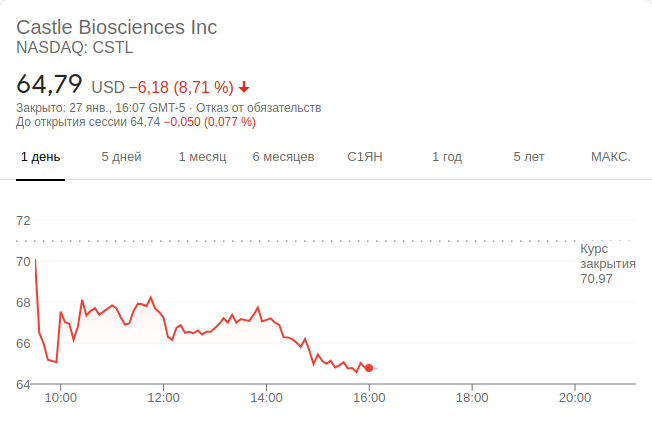 Castle Biosciences Inc
NASDAQ: CSTL
64,79 USD −6,18 (8,71 %)
Закрыто: 27 янв., 16:07 GMT-5 · Отказ от обязательств
До открытия сессии 64,74 −0,050 (0,077 %)
1 день 5 дней 1 месяц 6 месяцев С1ЯН 1 год 5 лет МАКС.
72
Курс
закрытия
70,97
70
68
66
64
10:00 12:00 14:00 16:00 18:00 20:00